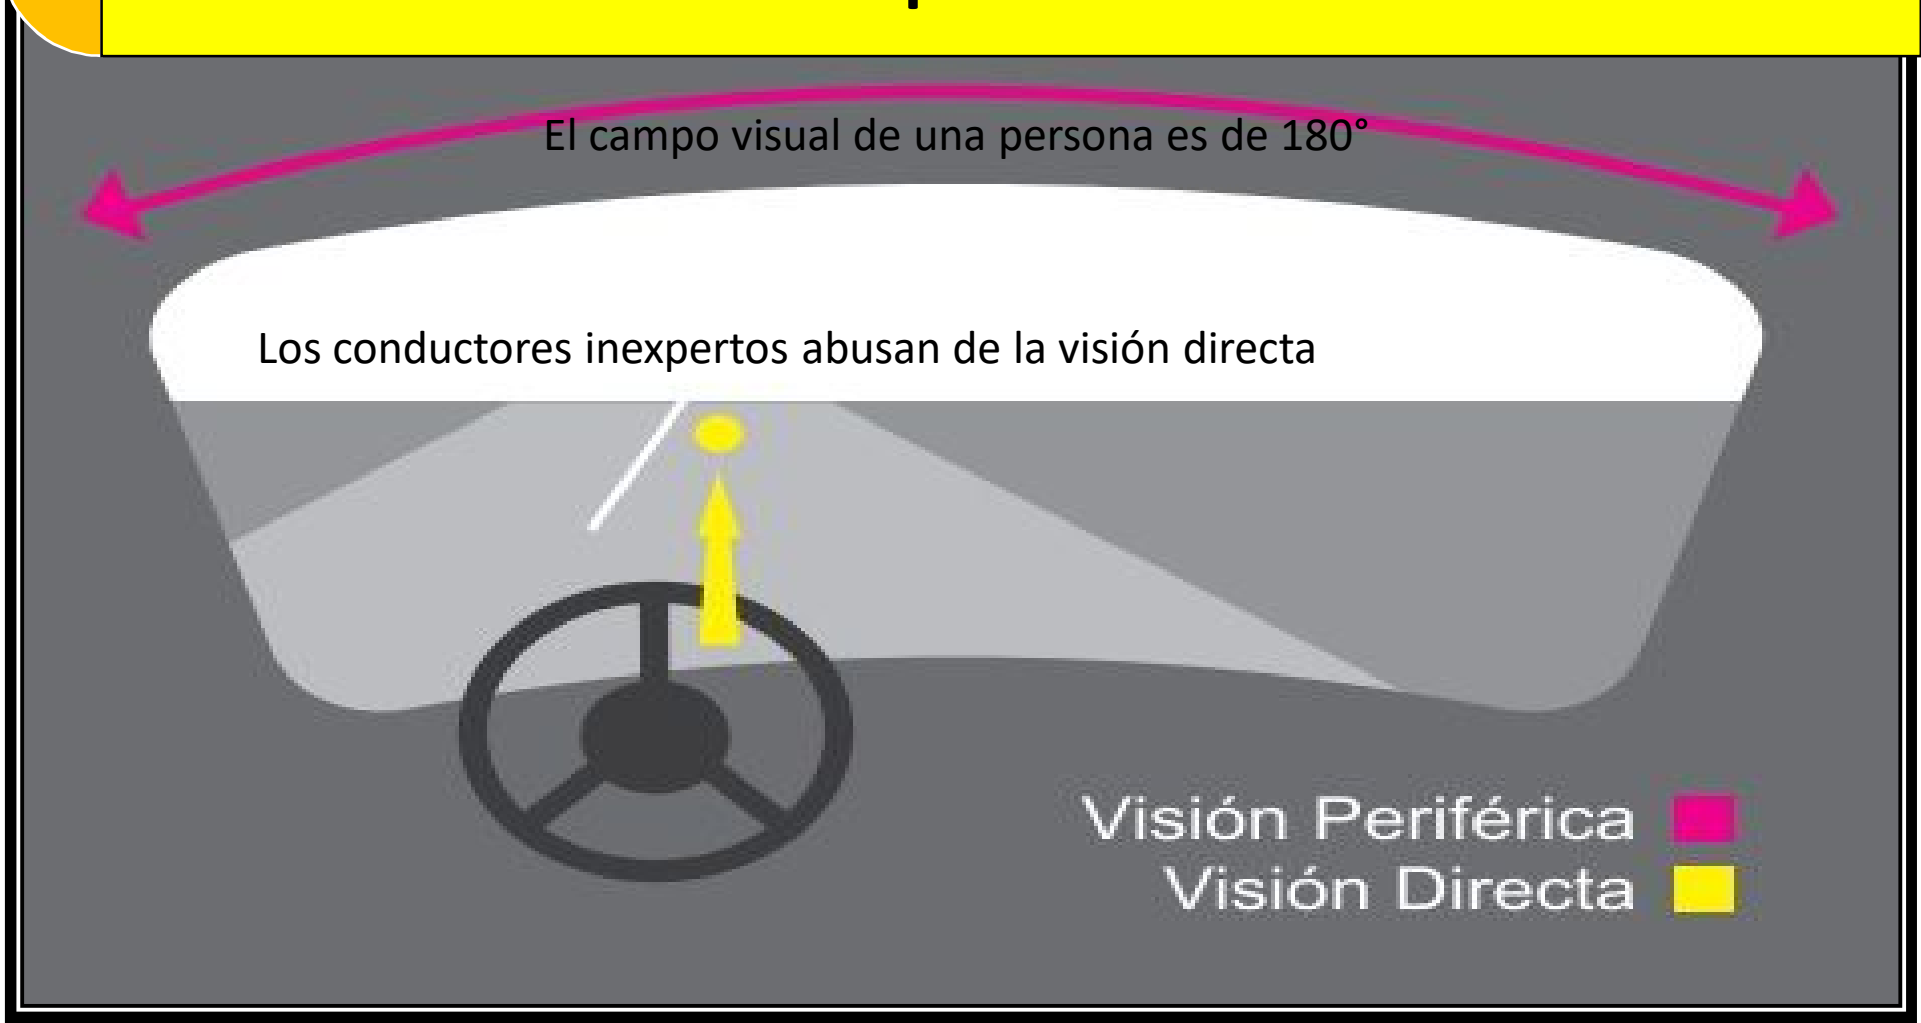 El campo visual de una persona es de 180°
Los conductores inexpertos abusan de la visión directa
Visión Periférica
Visión Directa